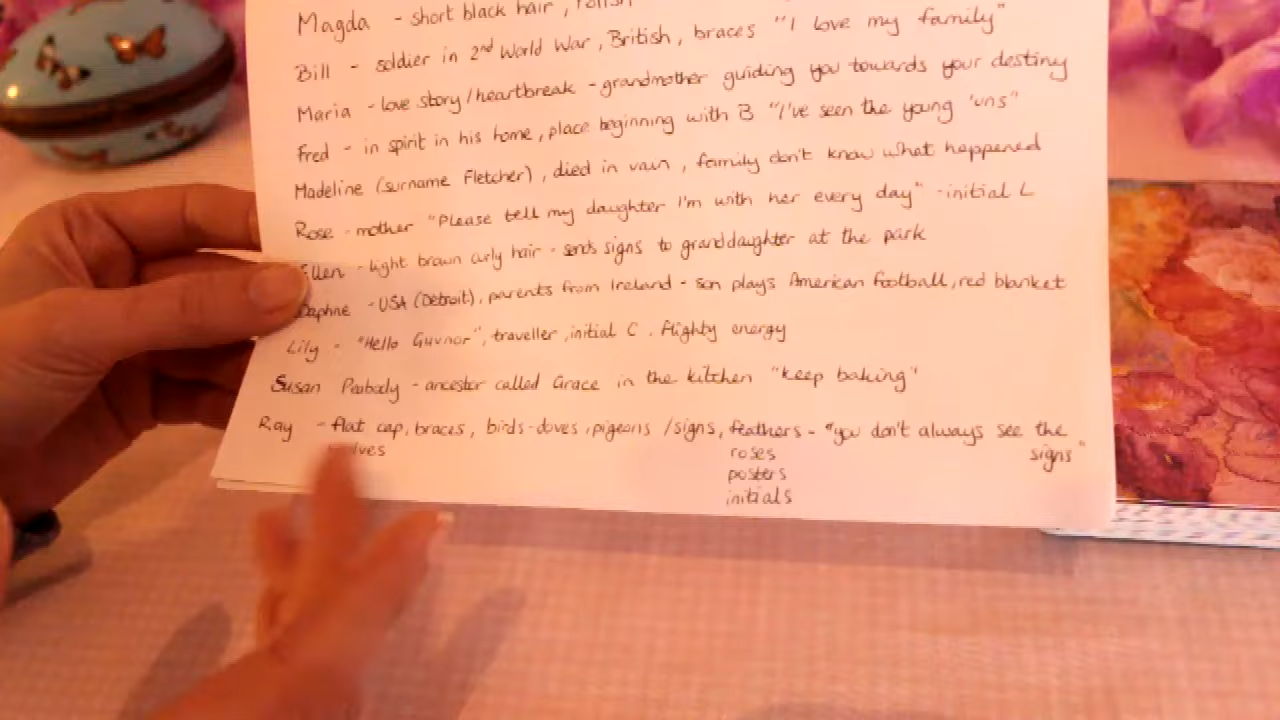 Magda - short black hair, Polish
Bill - soldier in 2nd World War, British, braces "I love my family"
Maria - love story/heartbreak - grandmother guiding you towards your destiny
Fred - in spirit in his home, place beginning with B "I've seen the young 'uns"
Madeline (surname Fletcher), died in vain, family don't know what happened
Rose - mother "Please tell my daughter I'm with her every day" - initial L
Ellen - light brown curly hair - sends signs to granddaughter at the park
Daphne - USA (Detroit), parents from Ireland - son plays American football, red blanket
Lily - "Hello Guvnor", traveller, initial C. flighty energy
Susan Peabody - ancestor called Grace in the kitchen "keep baking"
Ray - flat cap, braces, birds-doves, pigeons /signs, feathers - "you don't always see the
roses signs"
posters
initials